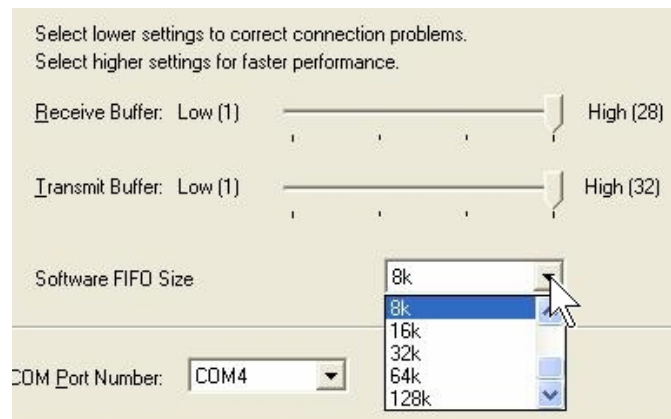 Select lower settings to correct connection problems.
Select higher settings for faster performance.
Receive Buffer: Low (1) High (28)
Transmit Buffer: Low (1) High (32)
Software FIFO Size 8k
8k
16k
32k
64k
128k
COM Port Number: COM4